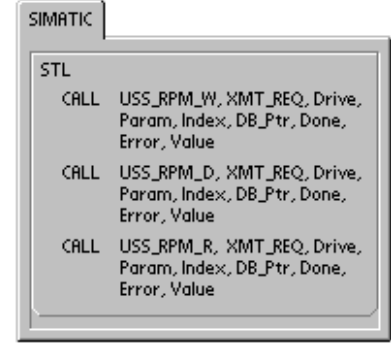 SIMATIC
STL
CALL USS_RPM_W, XMT_REQ, Drive,
Param, Index, DB_Ptr, Done,
Error, Value
CALL USS_RPM_D, XMT_REQ, Drive,
Param, Index, DB_Ptr, Done,
Error, Value
CALL USS_RPM_R, XMT_REQ, Drive,
Param, Index, DB_Ptr, Done,
Error, Value